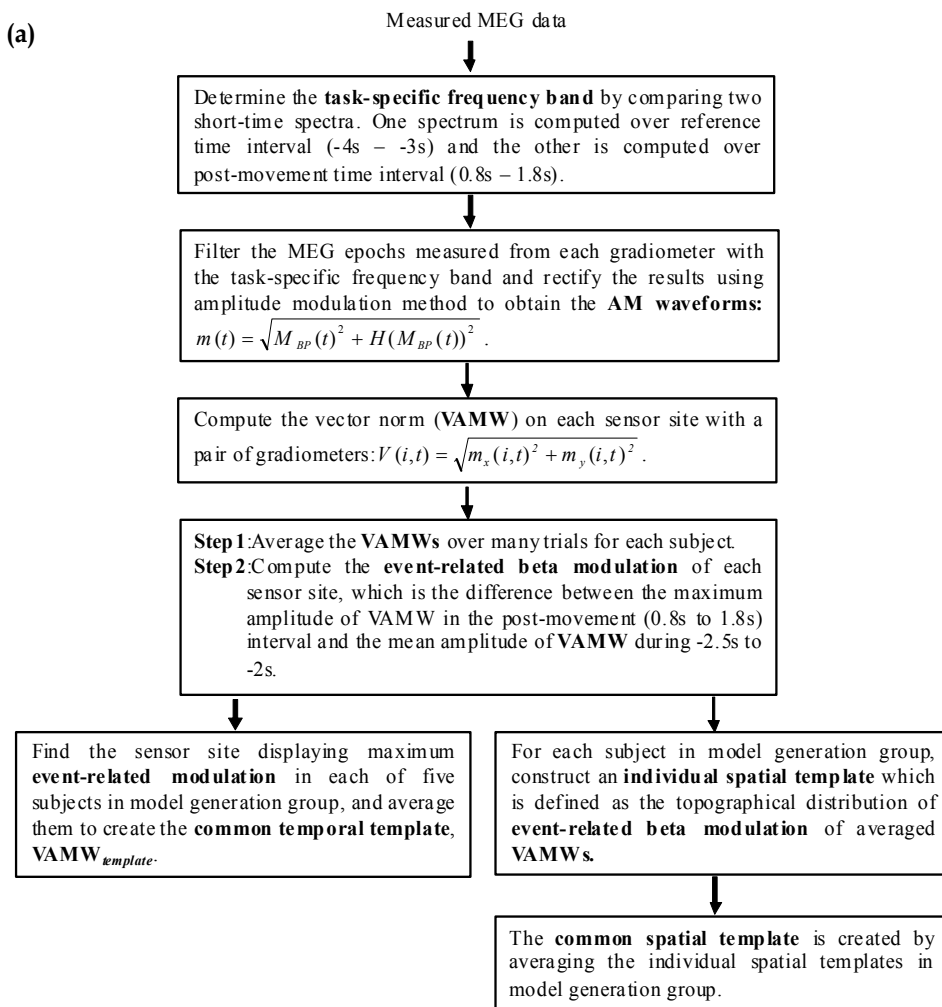 Measured MEG data
(a)
Determine the task-specific frequency band by comparing two
short-time spectra. One spectrum is computed over reference
time interval (-4s – -3s) and the other is computed over
post-movement time interval (0.8s – 1.8s).
Filter the MEG epochs measured from each gradiometer with
the task-specific frequency band and rectify the results using
amplitude modulation method to obtain the AM waveforms:
m(t) = √(M_BP(t)² + H(M_BP(t))²) .
Compute the vector norm (VAMW) on each sensor site with a
pair of gradiometers: V(i,t) = √(m_x(i,t)² + m_y(i,t)²) .
Step1:Average the VAMWs over many trials for each subject.
Step2:Compute the event-related beta modulation of each
sensor site, which is the difference between the maximum
amplitude of VAMW in the post-movement (0.8s to 1.8s)
interval and the mean amplitude of VAMW during -2.5s to
-2s.
Find the sensor site displaying maximum
event-related modulation in each of five
subjects in model generation group, and average
them to create the common temporal template,
VAMW_template.
For each subject in model generation group,
construct an individual spatial template which
is defined as the topographical distribution of
event-related beta modulation of averaged
VAMWs.
The common spatial template is created by
averaging the individual spatial templates in
model generation group.